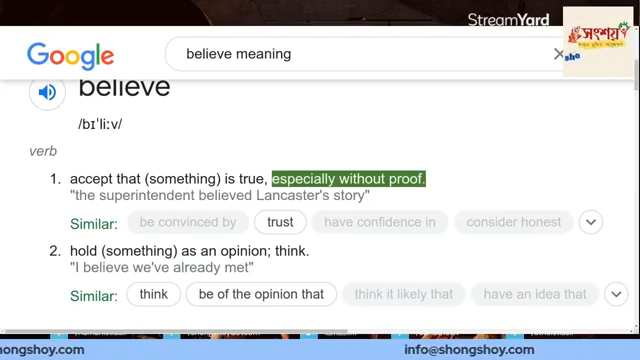 StreamYard
সংশয়
Google
believe meaning
believe
/bɪˈliːv/
verb
1. accept that (something) is true, especially without proof.
"the superintendent believed Lancaster's story"
Similar: be convinced by trust have confidence in consider honest
2. hold (something) as an opinion; think.
"I believe we've already met"
Similar: think be of the opinion that think it likely that have an idea that
shongshoy.com info@shongshoy.com